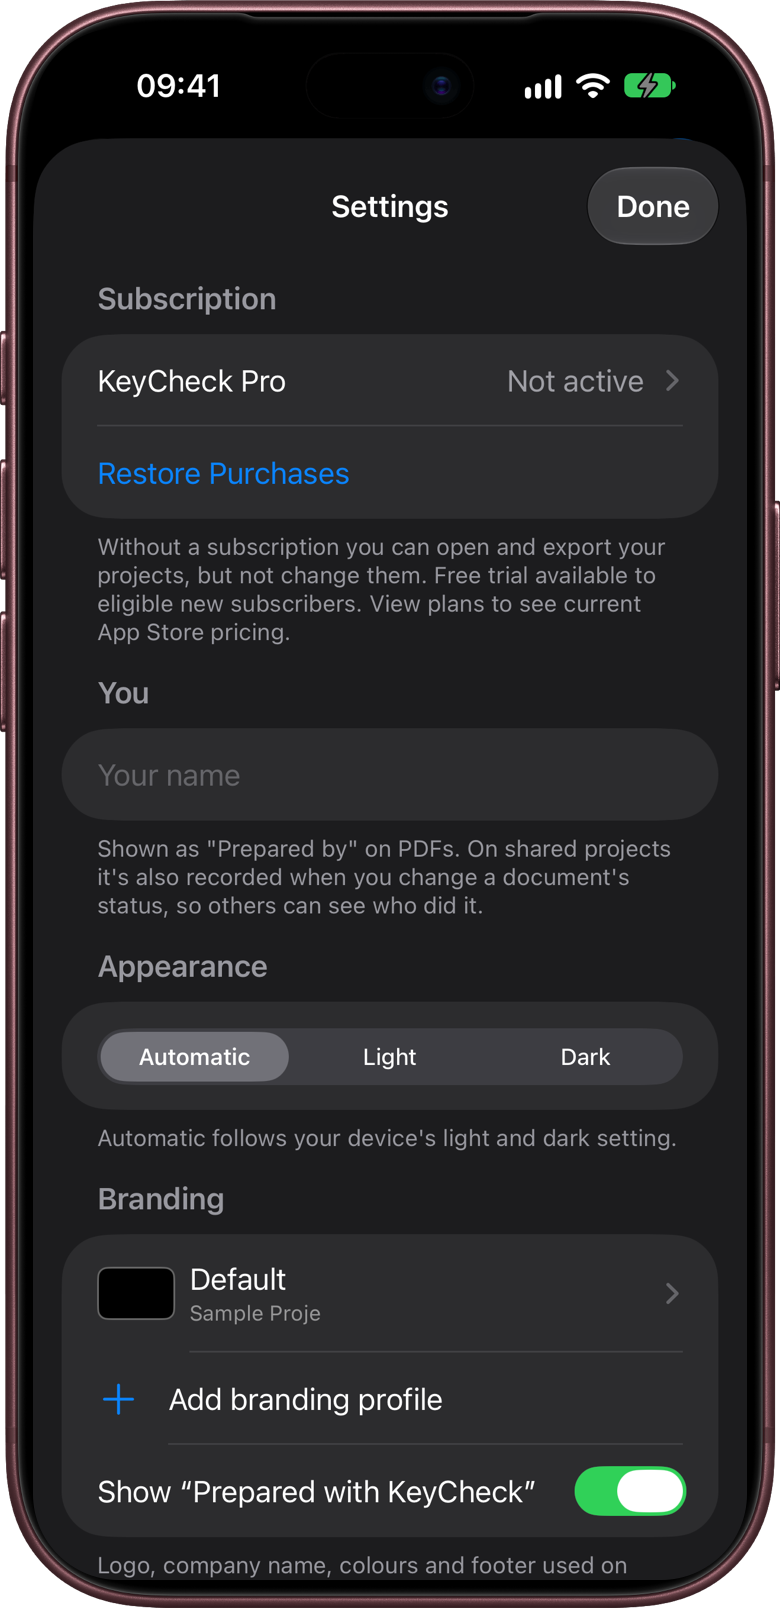 09:41
Settings
Done
Subscription
KeyCheck Pro
Not active
Restore Purchases
Without a subscription you can open and export your
projects, but not change them. Free trial available to
eligible new subscribers. View plans to see current
App Store pricing.
You
Your name
Shown as "Prepared by" on PDFs. On shared projects
it's also recorded when you change a document's
status, so others can see who did it.
Appearance
Automatic
Light
Dark
Automatic follows your device's light and dark setting.
Branding
Default
Sample Proje
Add branding profile
Show “Prepared with KeyCheck”
Logo, company name, colours and footer used on